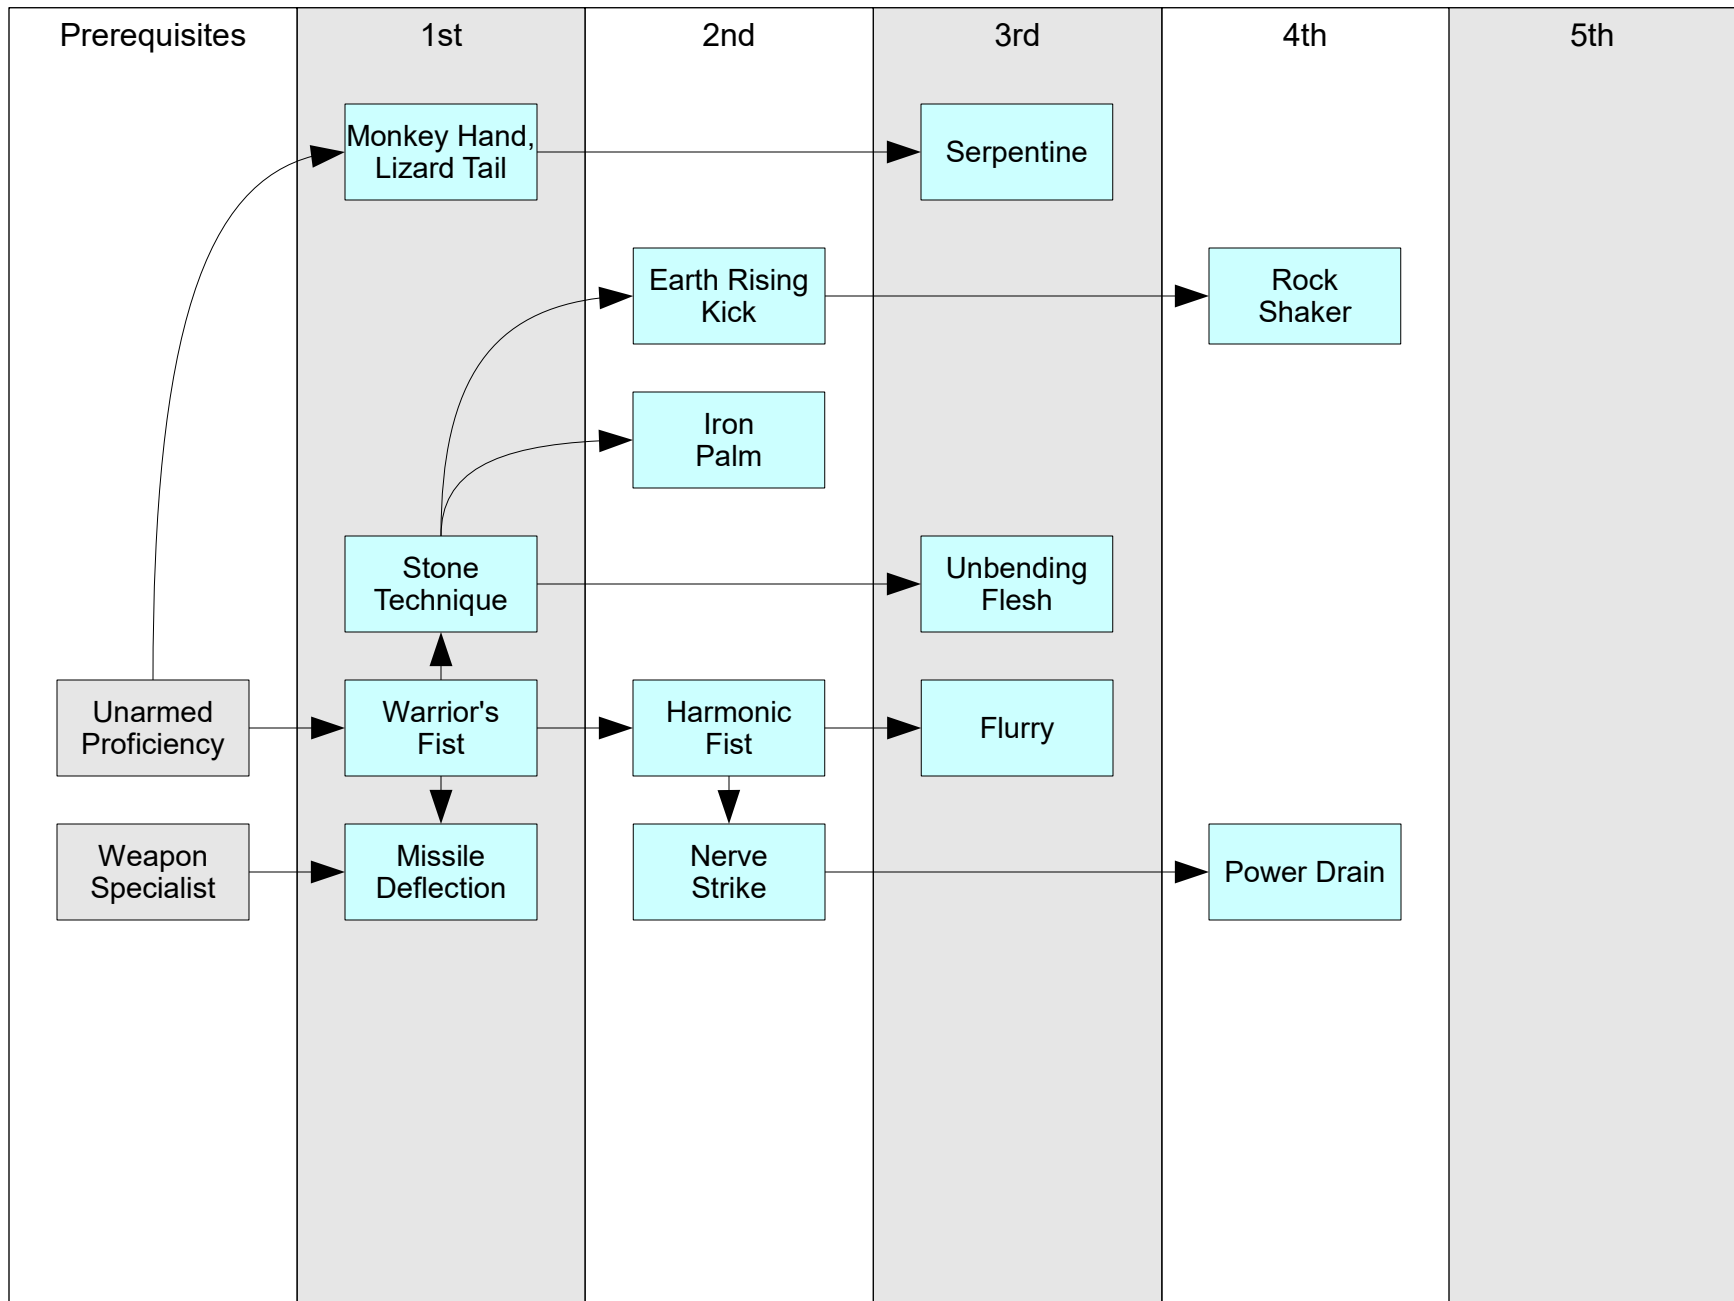 Prerequisites
1st
2nd
3rd
4th
5th
Monkey Hand,
Lizard Tail
Serpentine
Earth Rising
Kick
Rock
Shaker
Iron
Palm
Stone
Technique
Unbending
Flesh
Unarmed
Proficiency
Warrior's
Fist
Harmonic
Fist
Flurry
Weapon
Specialist
Missile
Deflection
Nerve
Strike
Power Drain